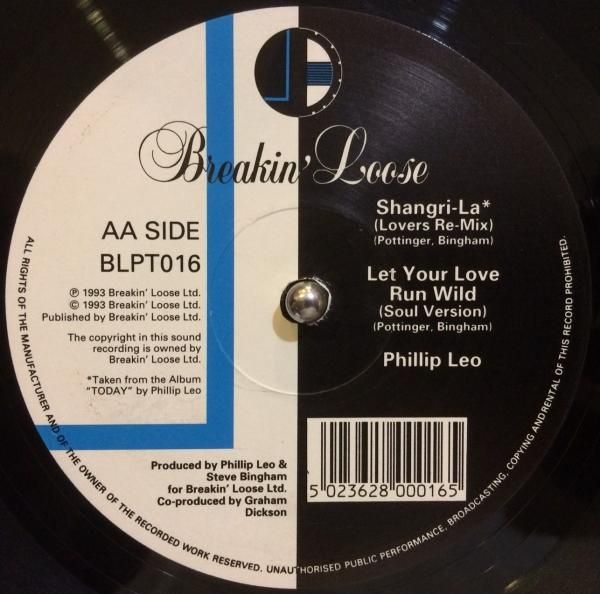 Breakin' Loose
AA SIDE
BLPT016
℗ 1993 Breakin' Loose Ltd.
© 1993 Breakin' Loose Ltd.
Published by Breakin' Loose Ltd.
The copyright in this sound
recording is owned by
Breakin' Loose Ltd.
*Taken from the Album
"TODAY" by Phillip Leo
Produced by Phillip Leo &
Steve Bingham
for Breakin' Loose Ltd.
Co-produced by Graham
Dickson
Shangri-La*
(Lovers Re-Mix)
(Pottinger, Bingham)
Let Your Love
Run Wild
(Soul Version)
(Pottinger, Bingham)
Phillip Leo
5 023628 000165
ALL RIGHTS OF THE MANUFACTURER AND OF THE OWNER OF THE RECORDED WORK RESERVED. UNAUTHORISED PUBLIC PERFORMANCE, BROADCASTING, COPYING AND RENTAL OF THIS RECORD PROHIBITED.